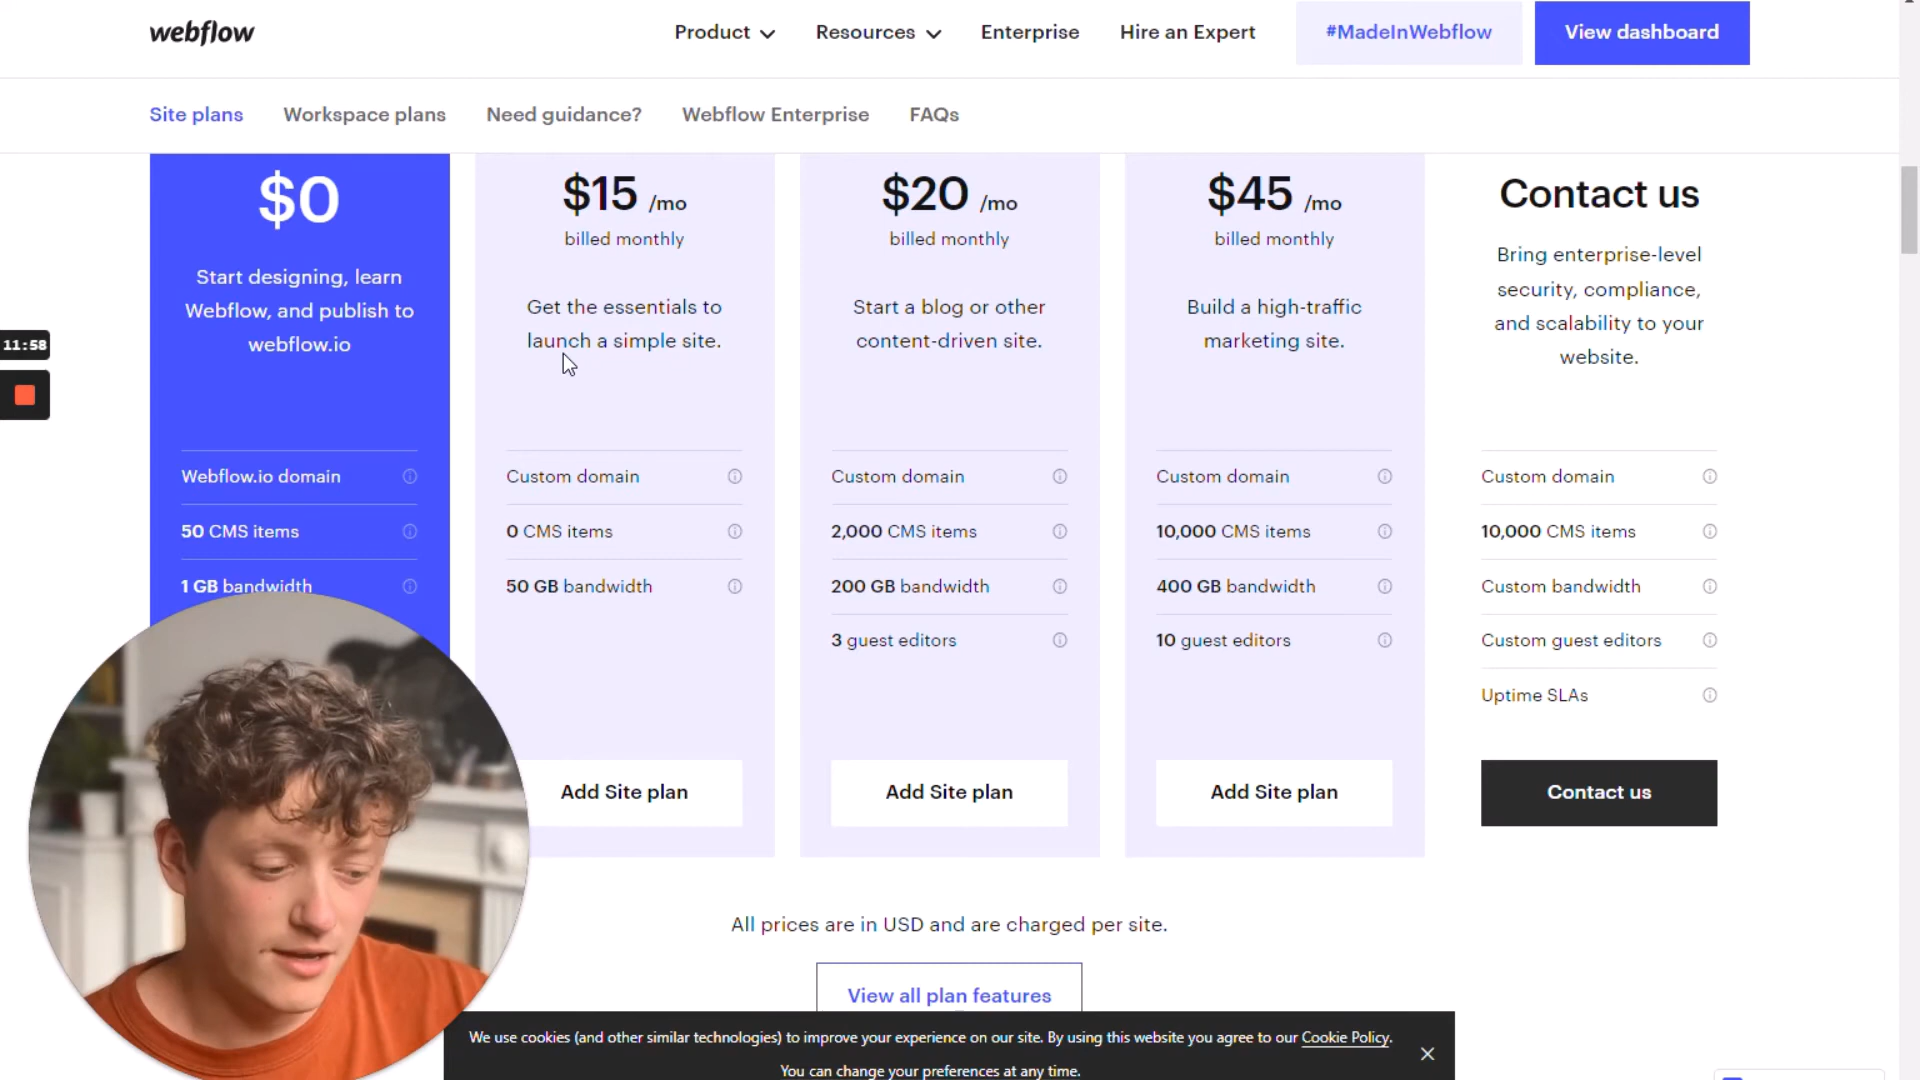 webflow
Product
Resources
Enterprise
Hire an Expert
#MadeInWebflow
View dashboard
Site plans
Workspace plans
Need guidance?
Webflow Enterprise
FAQs
$0
Start designing, learn
Webflow, and publish to
webflow.io
Webflow.io domain
50 CMS items
1 GB bandwidth
$15 /mo
billed monthly
Get the essentials to
launch a simple site.
Custom domain
0 CMS items
50 GB bandwidth
Add Site plan
$20 /mo
billed monthly
Start a blog or other
content-driven site.
Custom domain
2,000 CMS items
200 GB bandwidth
3 guest editors
Add Site plan
$45 /mo
billed monthly
Build a high-traffic
marketing site.
Custom domain
10,000 CMS items
400 GB bandwidth
10 guest editors
Add Site plan
Contact us
Bring enterprise-level
security, compliance,
and scalability to your
website.
Custom domain
10,000 CMS items
Custom bandwidth
Custom guest editors
Uptime SLAs
Contact us
11:58
All prices are in USD and are charged per site.
View all plan features
We use cookies (and other similar technologies) to improve your experience on our site. By using this website you agree to our Cookie Policy.
You can change your preferences at any time.